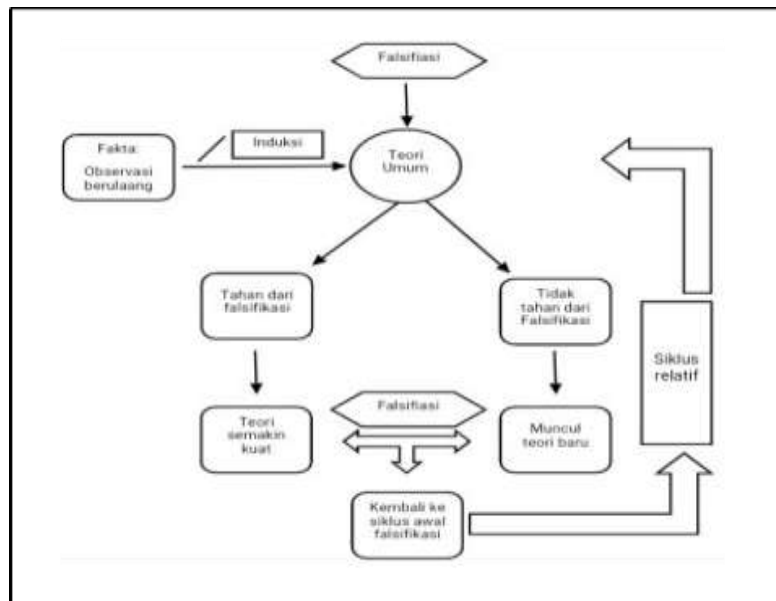 Falsifiasi
Fakta:
Observasi
berulaang
Induksi
Teori
Umum
Tahan dari
falsifikasi
Tidak
tahan dari
Falsifikasi
Siklus
relatif
Teori
semakin
kuat
Falsifiasi
Muncul
teori baru
Kembali ke
siklus awal
falsifikasi